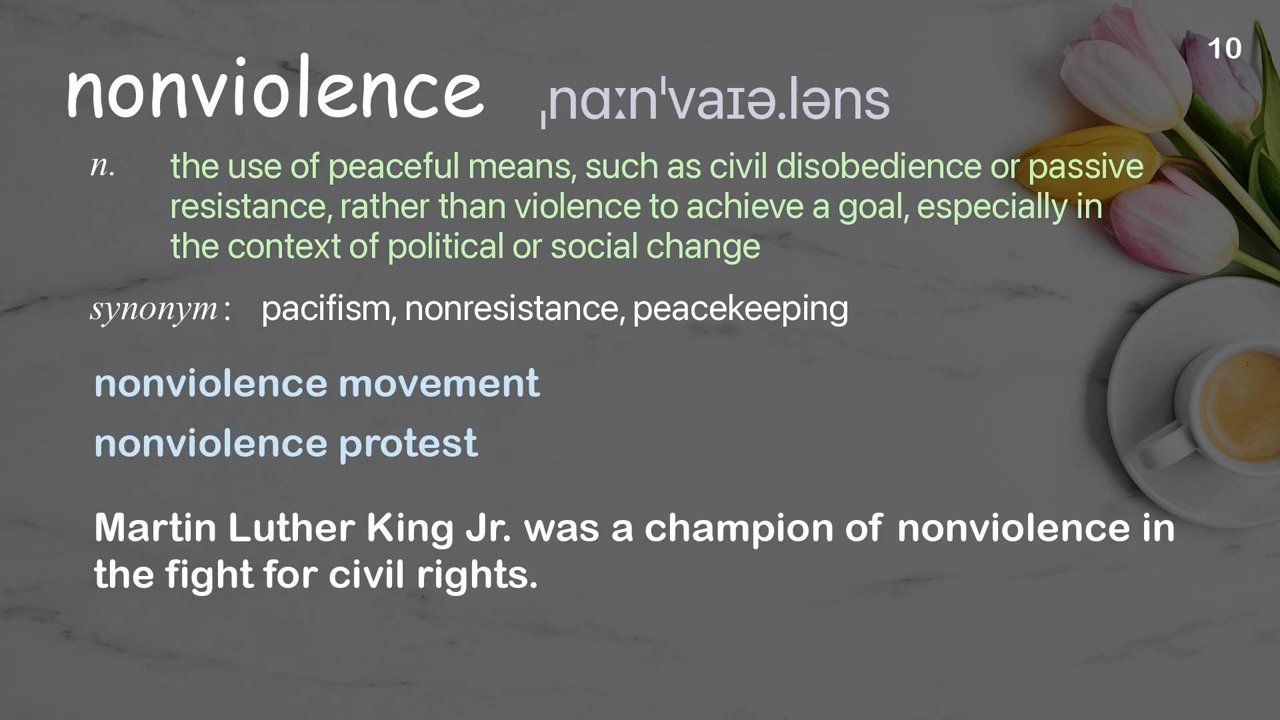 10
nonviolence ˌnɑːnˈvaɪə.ləns
n. the use of peaceful means, such as civil disobedience or passive
resistance, rather than violence to achieve a goal, especially in
the context of political or social change
synonym: pacifism, nonresistance, peacekeeping
nonviolence movement
nonviolence protest
Martin Luther King Jr. was a champion of nonviolence in
the fight for civil rights.